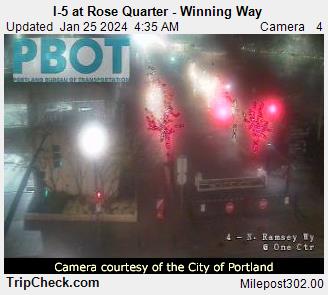 I-5 at Rose Quarter - Winning Way
Updated Jan 25 2024 4:35 AM Camera 4
PBOT
PORTLAND BUREAU OF TRANSPORTATION
4 - N. Ramsey Wy
@ One Ctr
Camera courtesy of the City of Portland
TripCheck.com Milepost302.00